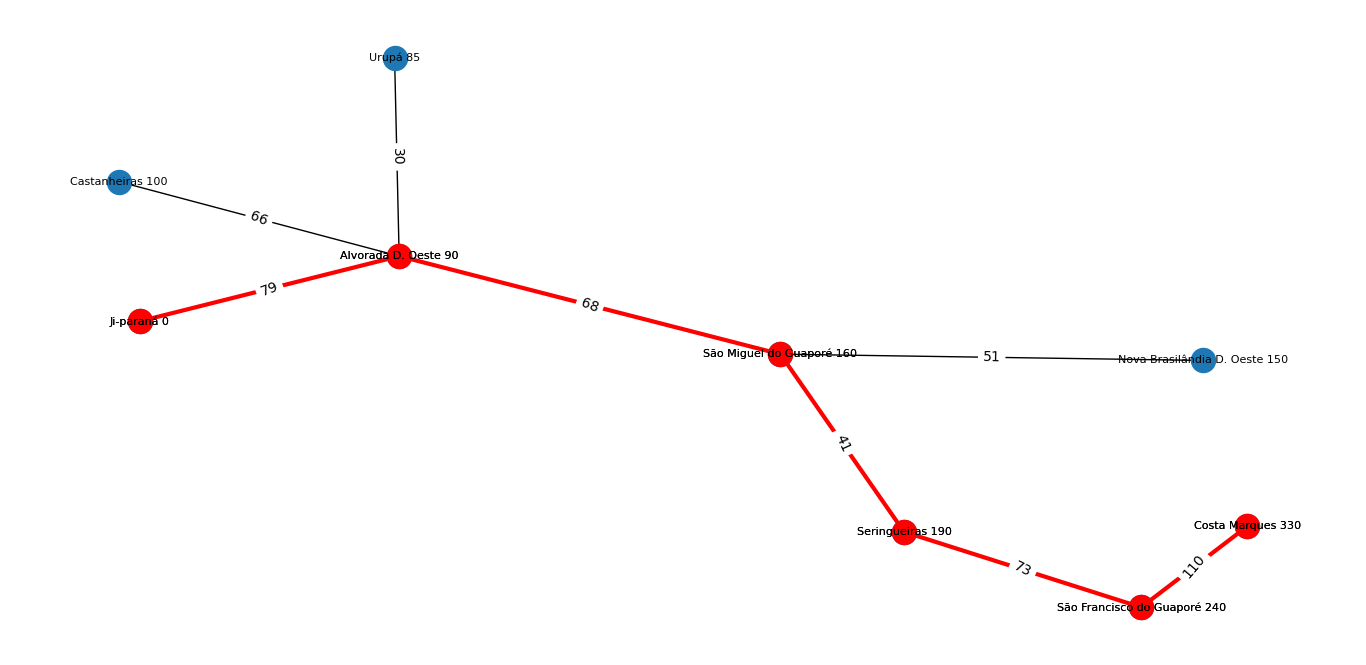 Urupá 85
30
Castanheiras 100
66
Alvorada D. Oeste 90
79
68
Ji-paraná 0
São Miguel do Guaporé 160
51
Nova Brasilândia D. Oeste 150
41
Seringueiras 190
Costa Marques 330
73
110
São Francisco do Guaporé 240